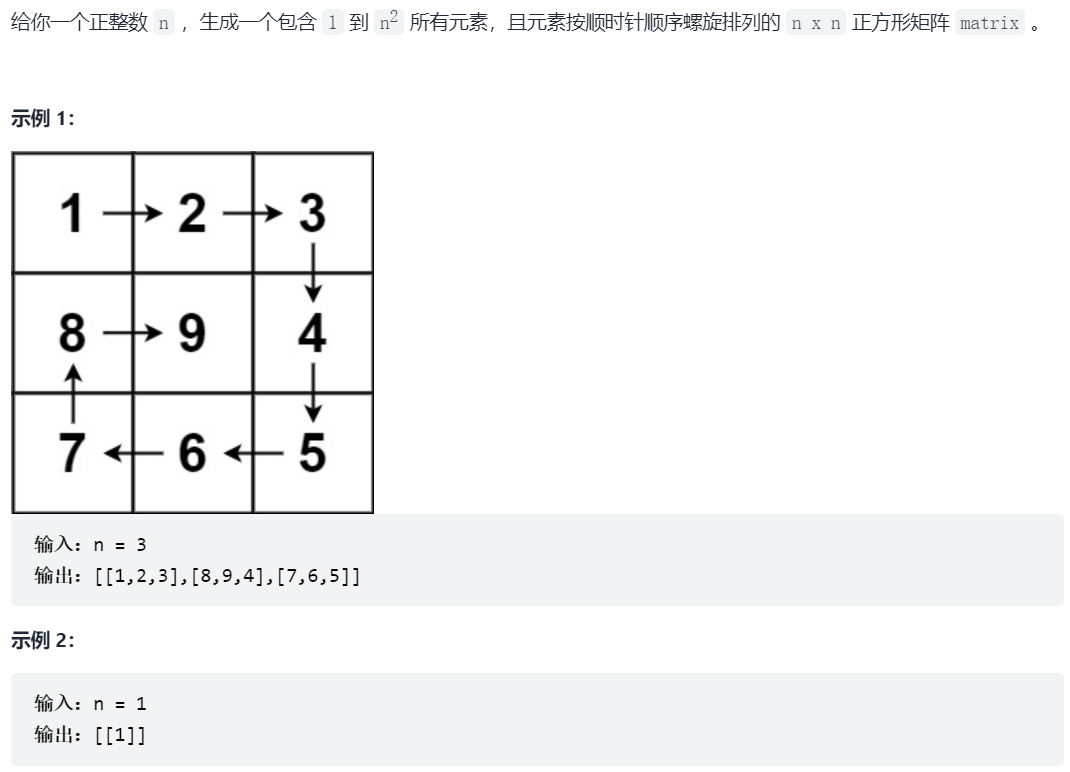 给你一个正整数 n ，生成一个包含 1 到 n² 所有元素，且元素按顺时针顺序螺旋排列的 n x n 正方形矩阵 matrix 。
示例 1：
1 2 3
8 9 4
7 6 5
输入：n = 3
输出：[[1,2,3],[8,9,4],[7,6,5]]
示例 2：
输入：n = 1
输出：[[1]]